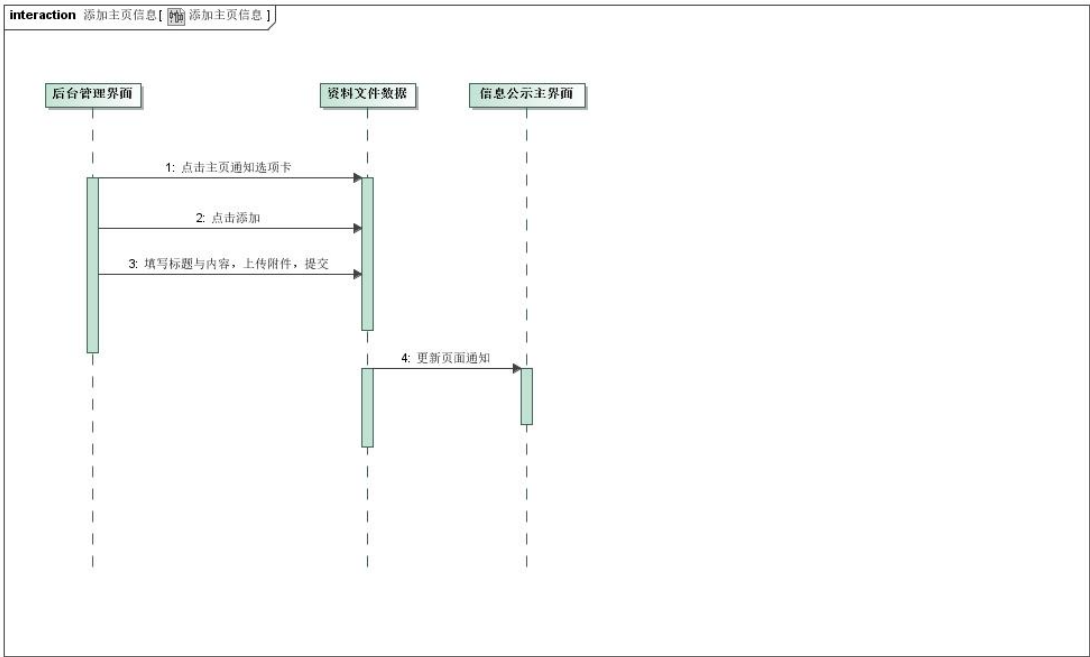 interaction 添加主页信息[ 添加主页信息 ]
后台管理界面
资料文件数据
信息公示主界面
1: 点击主页通知选项卡
2: 点击添加
3: 填写标题与内容，上传附件，提交
4: 更新页面通知